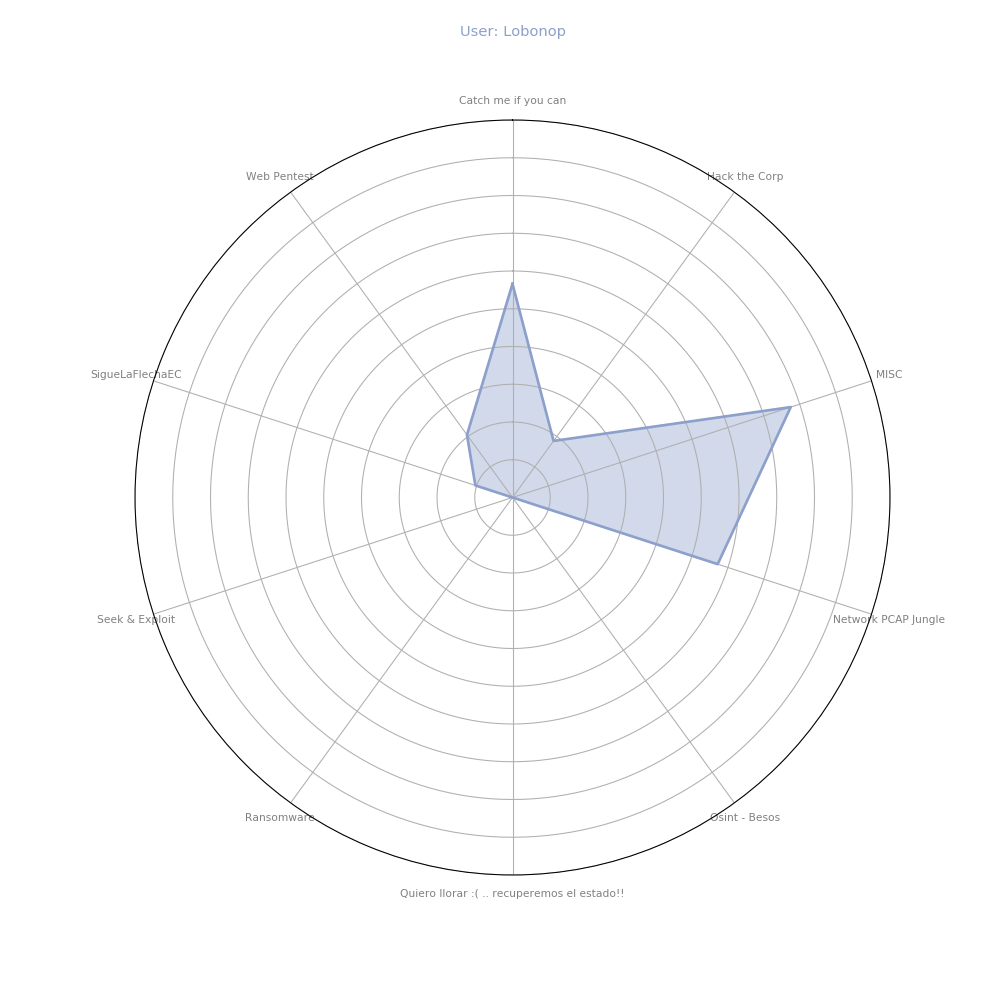 User: Lobonop
Catch me if you can
Web Pentest
Hack the Corp
SigueLaFlechaEC
MISC
Seek & Exploit
Network PCAP Jungle
Ransomware
Osint - Besos
Quiero llorar :( .. recuperemos el estado!!